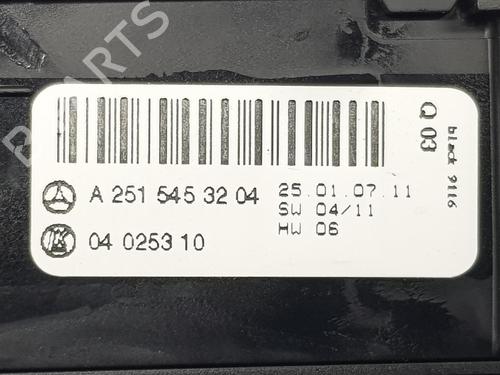 A 251 545 32 04
25.01.07.11
SW 04/11
04 0253 10
HW 06
Q 03
black 9116
PARTS